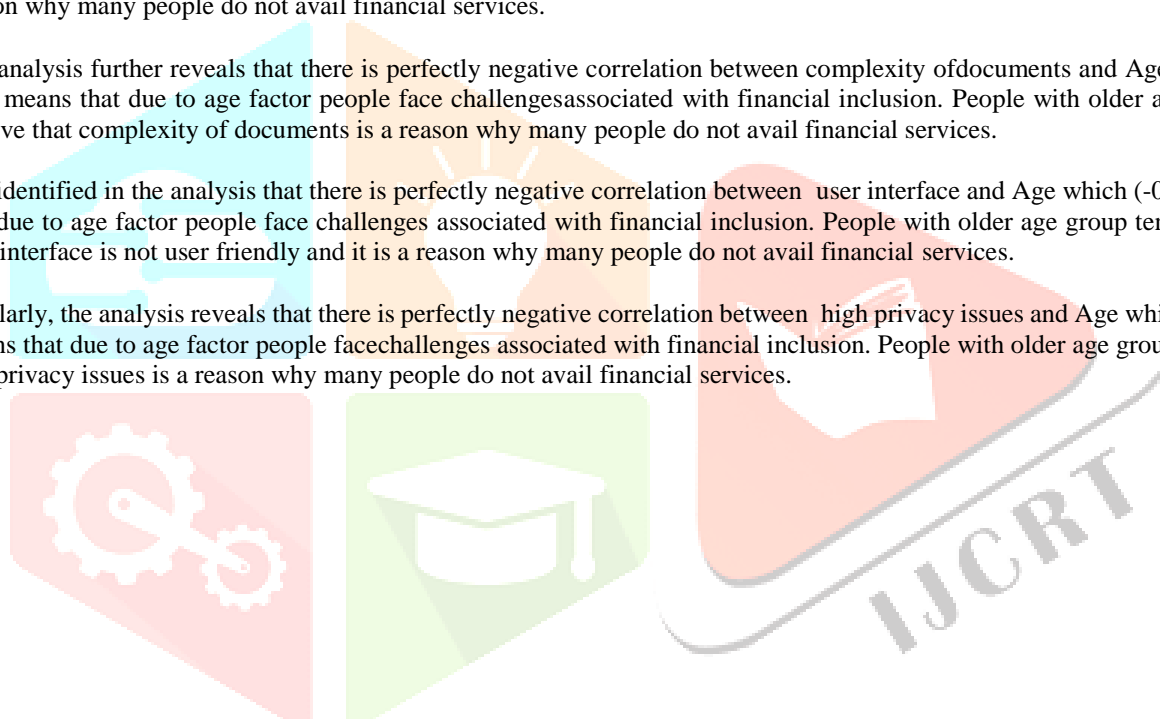 on why many people do not avail financial services.
analysis further reveals that there is perfectly negative correlation between complexity ofdocuments and Age
means that due to age factor people face challengesassociated with financial inclusion. People with older a
ve that complexity of documents is a reason why many people do not avail financial services.
identified in the analysis that there is perfectly negative correlation between user interface and Age which (-0
due to age factor people face challenges associated with financial inclusion. People with older age group ten
interface is not user friendly and it is a reason why many people do not avail financial services.
larly, the analysis reveals that there is perfectly negative correlation between high privacy issues and Age whi
ns that due to age factor people facechallenges associated with financial inclusion. People with older age grou
privacy issues is a reason why many people do not avail financial services.
IJCRT